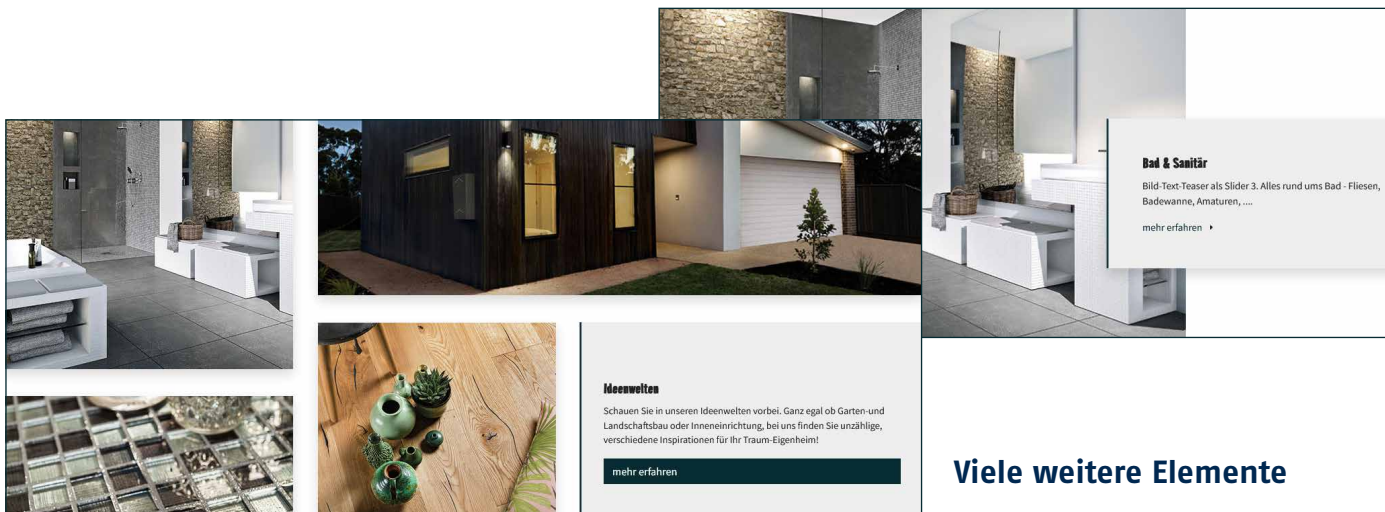 Bad & Sanitär
Bild-Text-Teaser als Slider 3. Alles rund ums Bad - Fliesen,
Badewanne, Amaturen, ....
mehr erfahren
Ideenwelten
Schauen Sie in unseren Ideenwelten vorbei. Ganz egal ob Garten-und
Landschaftsbau oder Inneneinrichtung, bei uns finden Sie unzählige,
verschiedene Inspirationen für Ihr Traum-Eigenheim!
mehr erfahren
Viele weitere Elemente